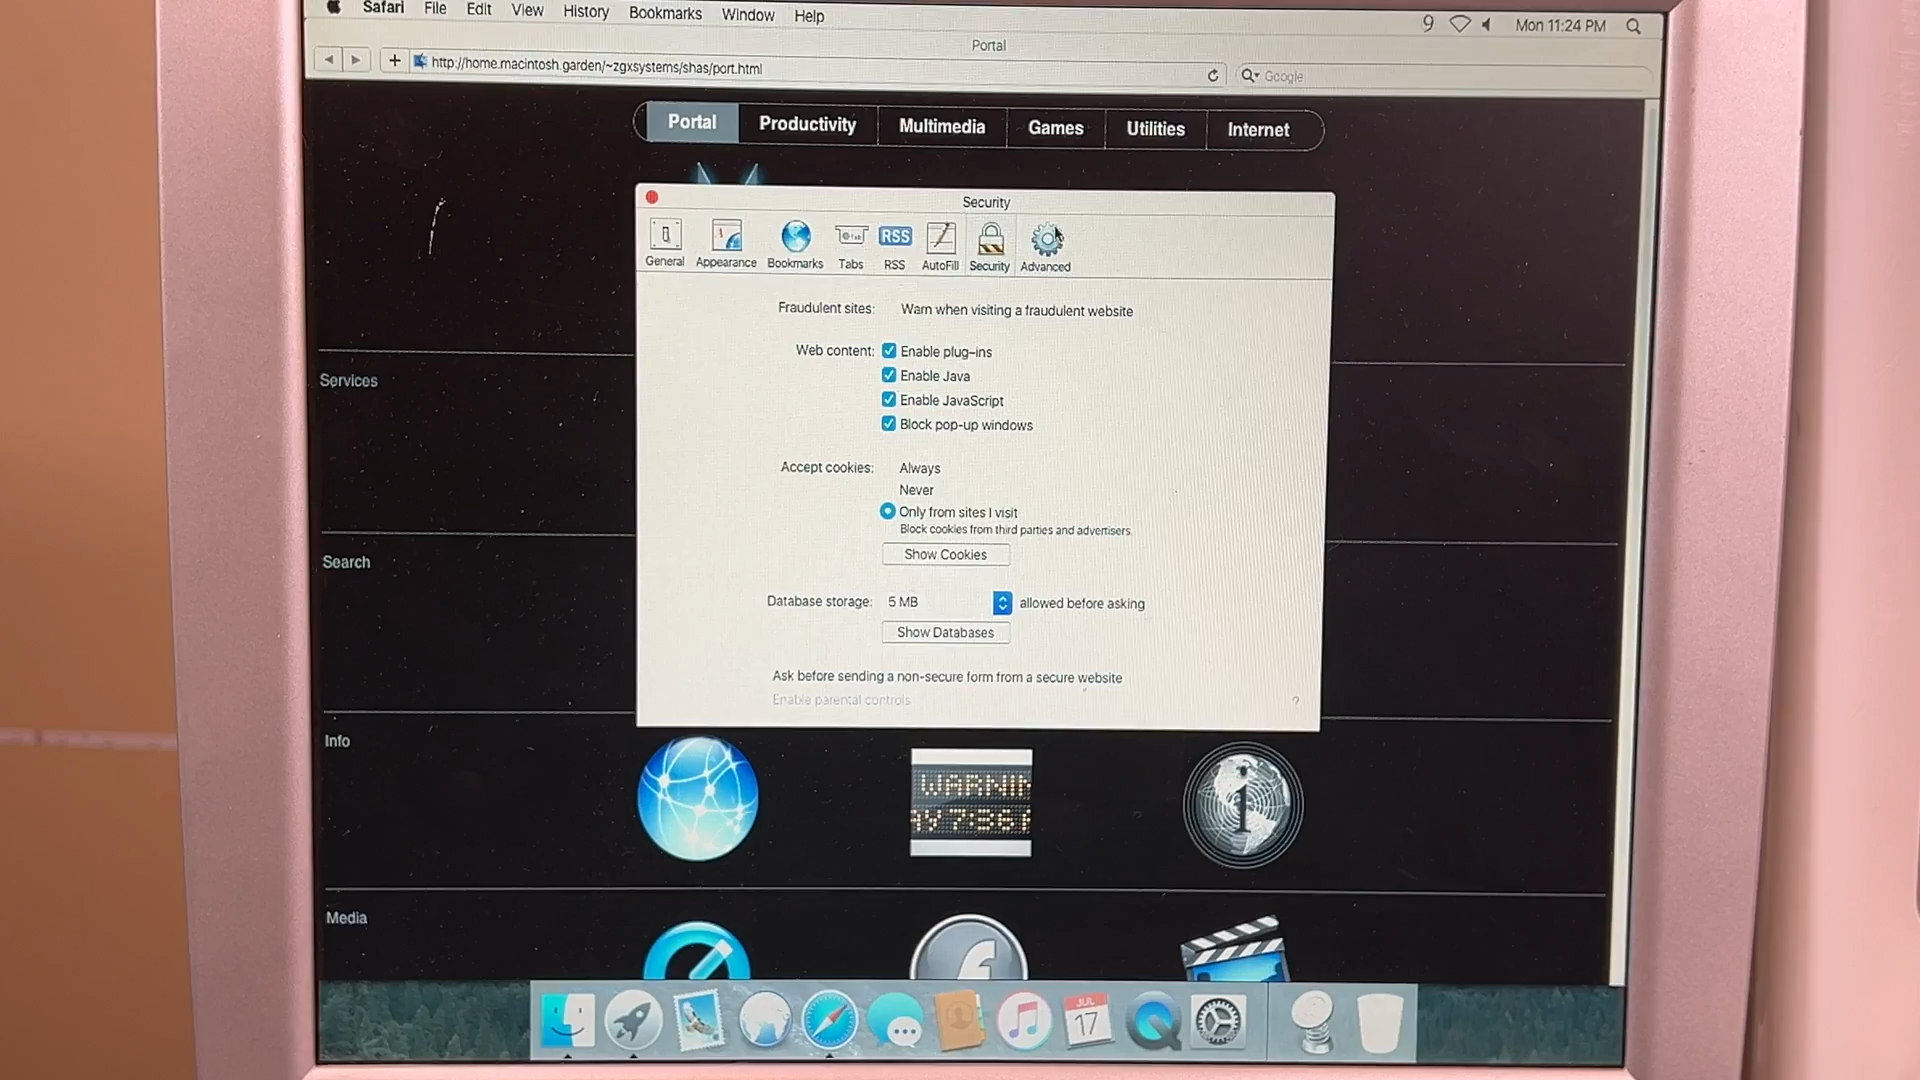 Safari File Edit View History Bookmarks Window Help
9 Mon 11:24 PM
Portal
+ http://home.macintosh.garden/~zgxsystems/shas/port.html
Google
Portal Productivity Multimedia Games Utilities Internet
Security
RSS
General Appearance Bookmarks Tabs RSS AutoFill Security Advanced
Fraudulent sites: Warn when visiting a fraudulent website
Web content: Enable plug-ins
Enable Java
Enable JavaScript
Block pop-up windows
Accept cookies: Always
Never
Only from sites I visit
Block cookies from third parties and advertisers.
Show Cookies
Database storage: 5 MB allowed before asking
Show Databases
Ask before sending a non-secure form from a secure website
Enable parental controls
?
Services
Search
Info
i
Media
JUL
17